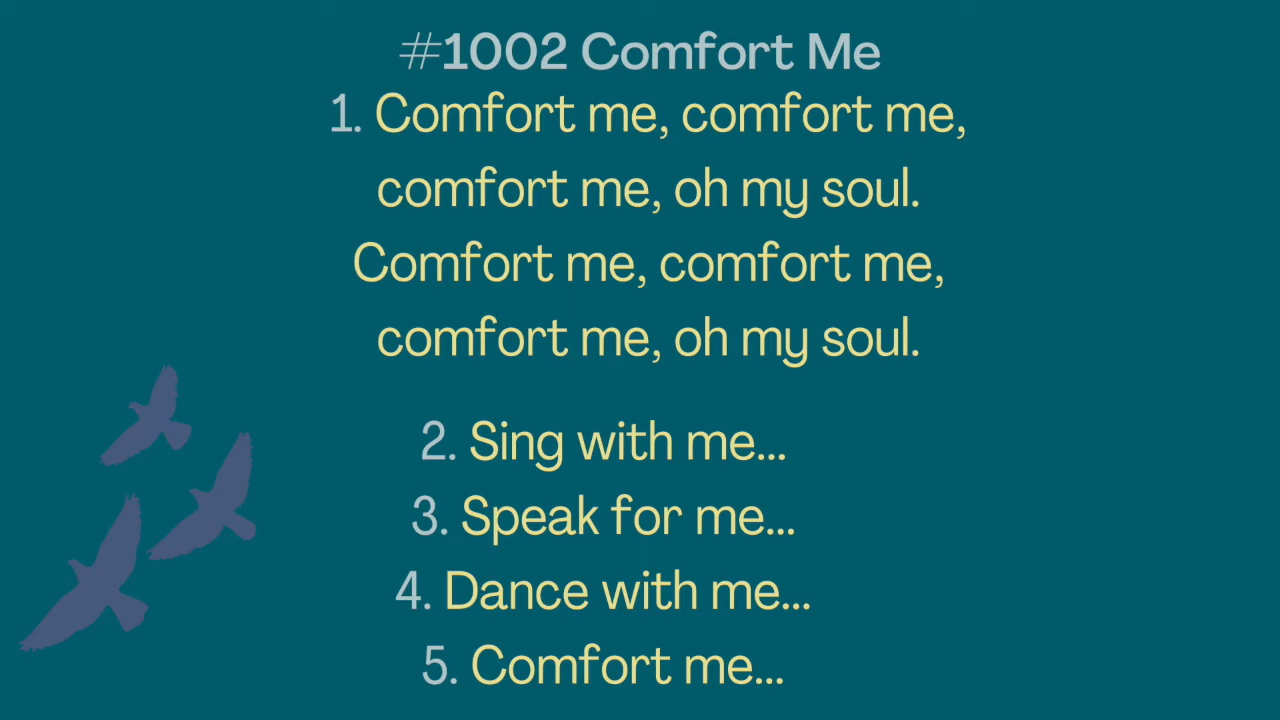 #1002 Comfort Me
1. Comfort me, comfort me,
comfort me, oh my soul.
Comfort me, comfort me,
comfort me, oh my soul.
2. Sing with me...
3. Speak for me...
4. Dance with me...
5. Comfort me...